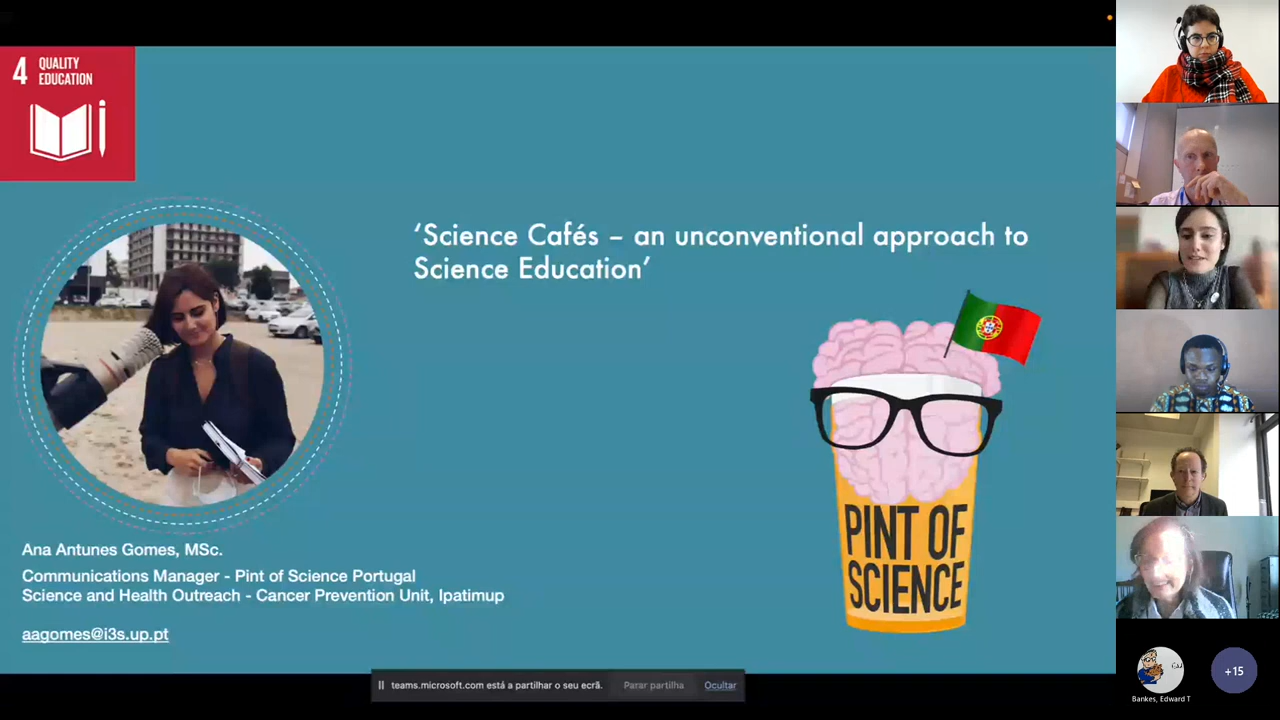 4 QUALITY
EDUCATION
‘Science Cafés – an unconventional approach to
Science Education’
PINT OF
SCIENCE
Ana Antunes Gomes, MSc.
Communications Manager - Pint of Science Portugal
Science and Health Outreach - Cancer Prevention Unit, Ipatimup
aagomes@i3s.up.pt
teams.microsoft.com está a partilhar o seu ecrã. Parar partilha Ocultar
Bankes, Edward T
+15